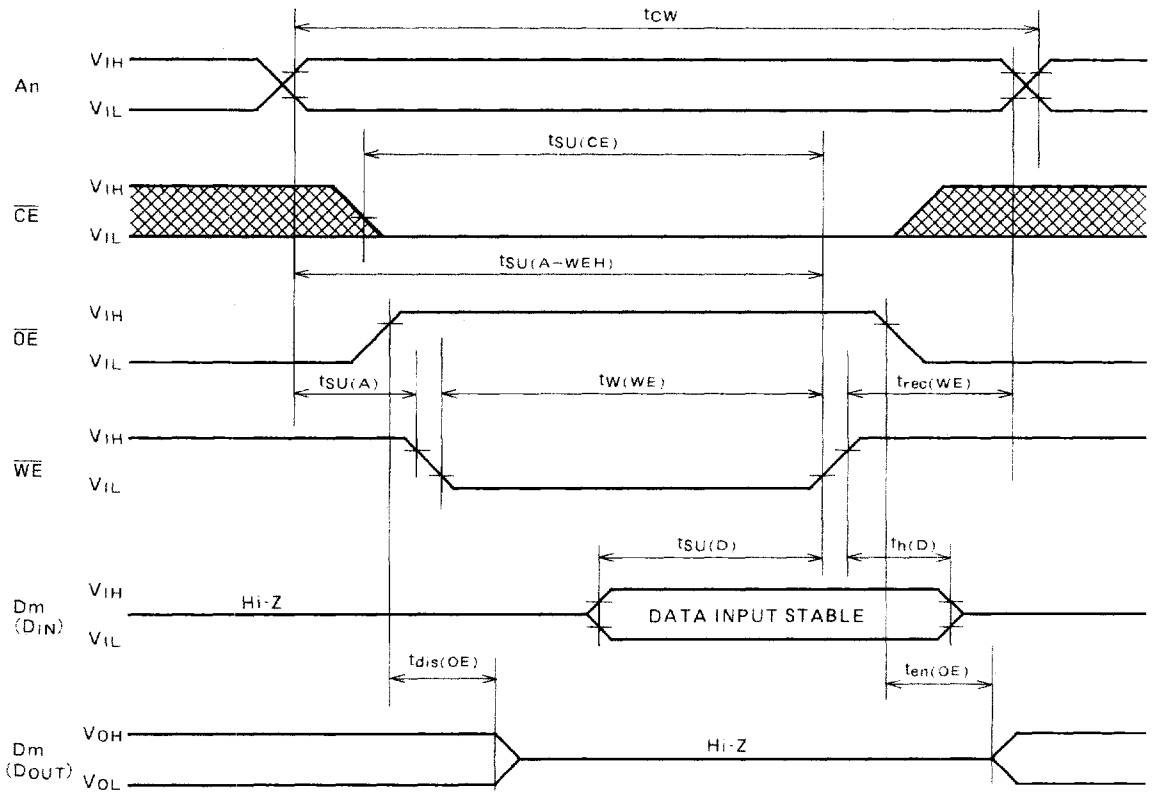 tCW
An
VIH
VIL
tSU(CE)
CE
VIH
VIL
tSU(A-WEH)
OE
VIH
VIL
tSU(A)
tW(WE)
trec(WE)
WE
VIH
VIL
tSU(D)
th(D)
Dm
(DIN)
VIH
VIL
Hi-Z
DATA INPUT STABLE
tdis(OE)
ten(OE)
Dm
(DOUT)
VOH
VOL
Hi-Z